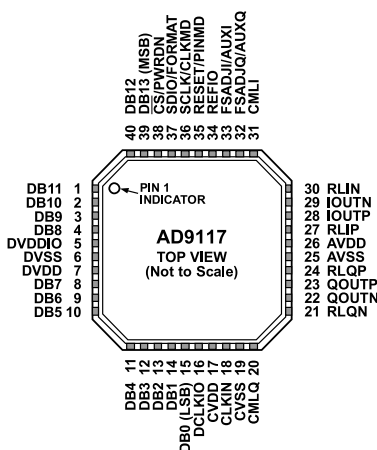 40 DB12
39 DB13 (MSB)
38 CS/PWRDN
37 SDIO/FORMAT
36 SCLK/CLKMD
35 RESET/PINMD
34 REFIO
33 FSADJI/AUXI
32 FSADJQ/AUXQ
31 CMLI
DB11 1
DB10 2
DB9 3
DB8 4
DVDDIO 5
DVSS 6
DVDD 7
DB7 8
DB6 9
DB5 10
PIN 1
INDICATOR
AD9117
TOP VIEW
(Not to Scale)
30 RLIN
29 IOUTN
28 IOUTP
27 RLIP
26 AVDD
25 AVSS
24 RLQP
23 QOUTP
22 QOUTN
21 RLQN
DB4 11
DB3 12
DB2 13
DB1 14
DB0 (LSB) 15
DCLKIO 16
CVDD 17
CLKIN 18
CVSS 19
CMLQ 20